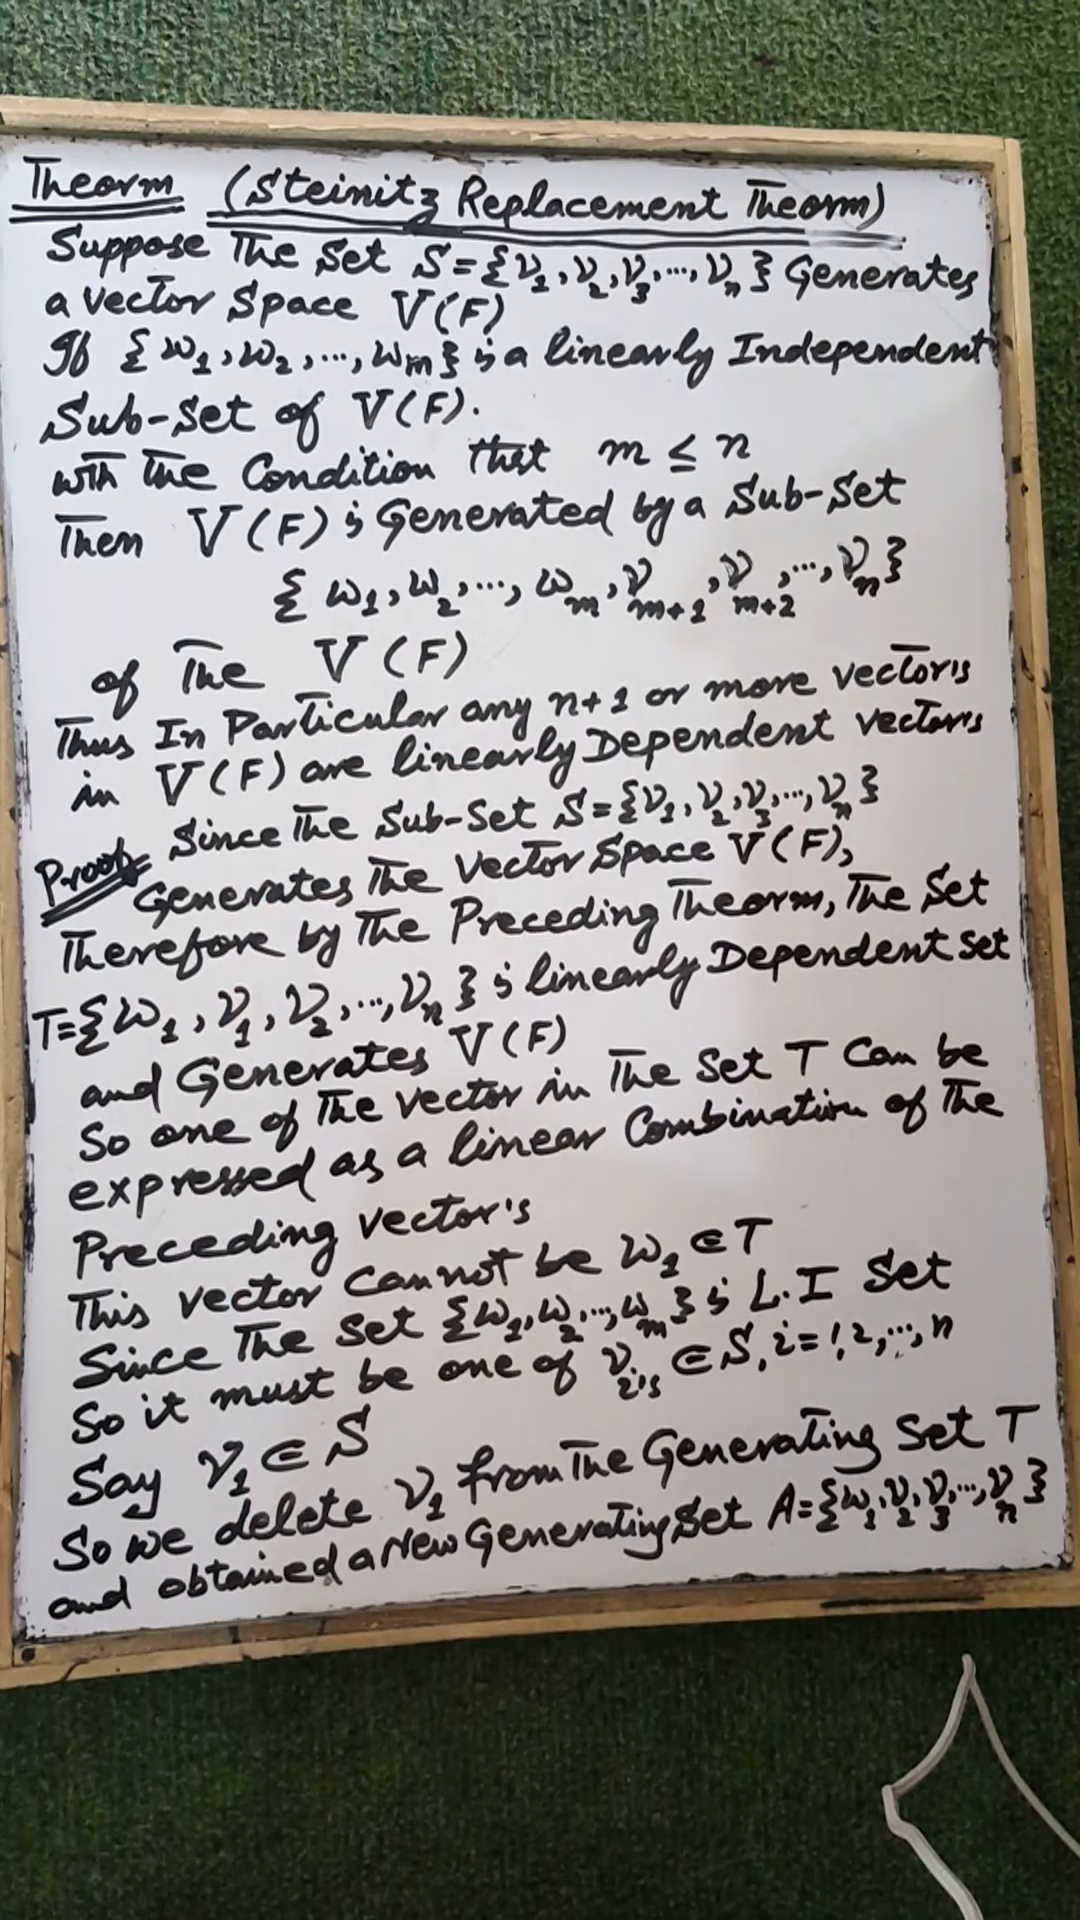 Theorm (Steinitz Replacement Theorm)
Suppose The Set S={v₁,v₂,v₃,...,vₙ} Generates
a vector Space V(F)
If {w₁,w₂,...,wₘ} is a linearly Independent
Sub-Set of V(F).
with the Condition that m ≤ n
Then V(F) is Generated by a Sub-Set
{w₁,w₂,...,wₘ,vₘ₊₁,vₘ₊₂,...,vₙ}
of The V(F)
Thus In Particular any n+1 or more vector's
in V(F) are linearly Dependent vector's
Proof Since The Sub-Set S={v₁,v₂,v₃,...,vₙ}
Generates The Vector Space V(F),
Therefore by The Preceding Theorm, The Set
T={w₁,v₁,v₂,...,vₙ} is linearly Dependent set
and Generates V(F)
So one of The vector in The Set T Can be
expressed as a linear Combination of The
Preceding vector's
This vector Cannot be w₁ ∈ T
Since The Set {w₁,w₂,...,wₘ} is L.I Set
So it must be one of vᵢ's ∈ S, i=1,2,...,n
Say v₁ ∈ S
So we delete v₁ from The Generating Set T
and obtained a New Generating Set A={w₁,v₂,v₃,...,vₙ}